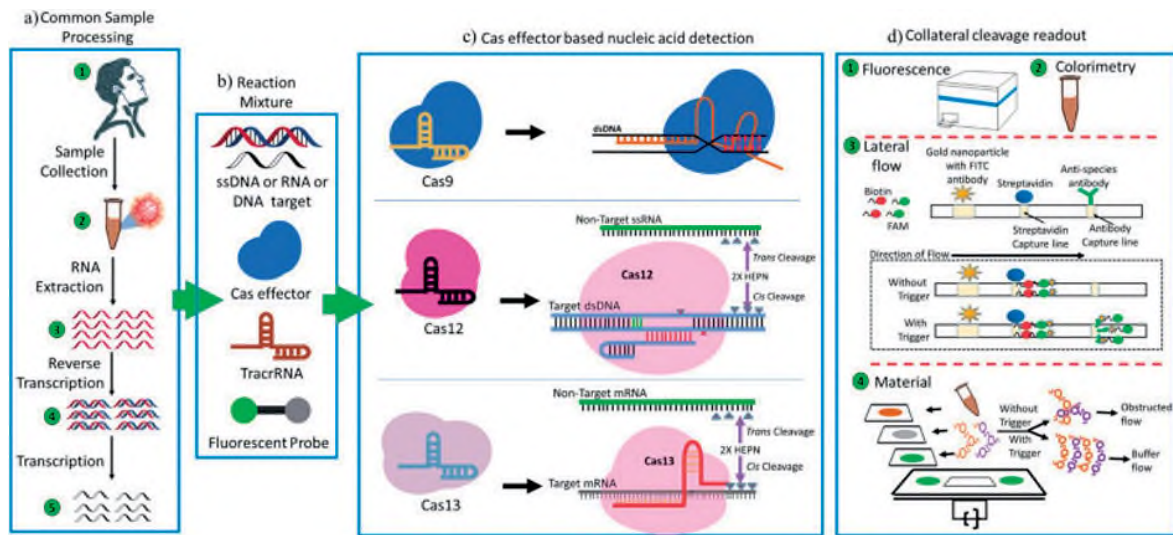 a) Common Sample
Processing
1
Sample
Collection
2
RNA
Extraction
3
Reverse
Transcription
4
Transcription
5
b) Reaction
Mixture
ssDNA or RNA or
DNA target
Cas effector
TracrRNA
Fluorescent Probe
c) Cas effector based nucleic acid detection
Cas9
dsDNA
Cas12
Non-Target ssRNA
Trans Cleavage
2X HEPN
Cis Cleavage
Cas12
Target dsDNA
Cas13
Non-Target mRNA
Trans Cleavage
2X HEPN
Cis Cleavage
Cas13
Target mRNA
d) Collateral cleavage readout
1 Fluorescence
2 Colorimetry
3 Lateral
flow
Gold nanoparticle
with FITC
antibody
Streptavidin
Anti-species
antibody
Biotin
FAM
Streptavidin
Capture line
Antibody
Capture line
Direction of Flow
Without
Trigger
With
Trigger
4 Material
Without
Trigger
With
Trigger
Obstructed
flow
Buffer
flow